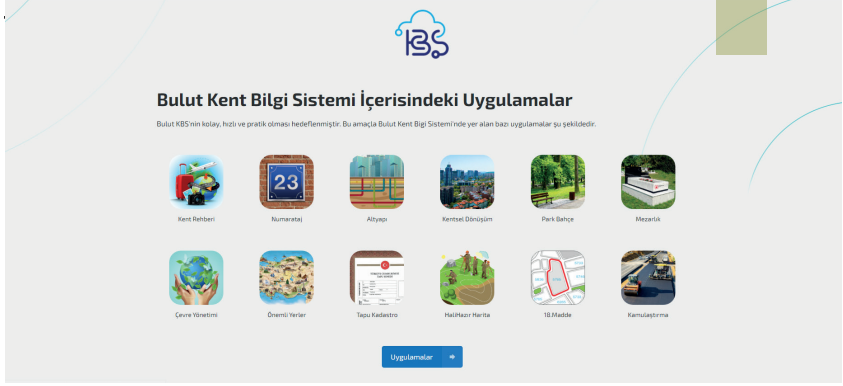 KBS
Bulut Kent Bilgi Sistemi İçerisindeki Uygulamalar
Bulut KBS'nin kolay, hızlı ve pratik olması hedeflenmiştir. Bu amaçla Bulut Kent Bigi Sistemi'nde yer alan bazı uygulamalar şu şekildedir.
23
Kent Rehberi
Numarataj
Altyapı
Kentsel Dönüşüm
Park Bahçe
Mezarlık
Çevre Yönetimi
Önemli Yerler
Tapu Kadastro
HaliHazır Harita
18.Madde
Kamulaştırma
Uygulamalar